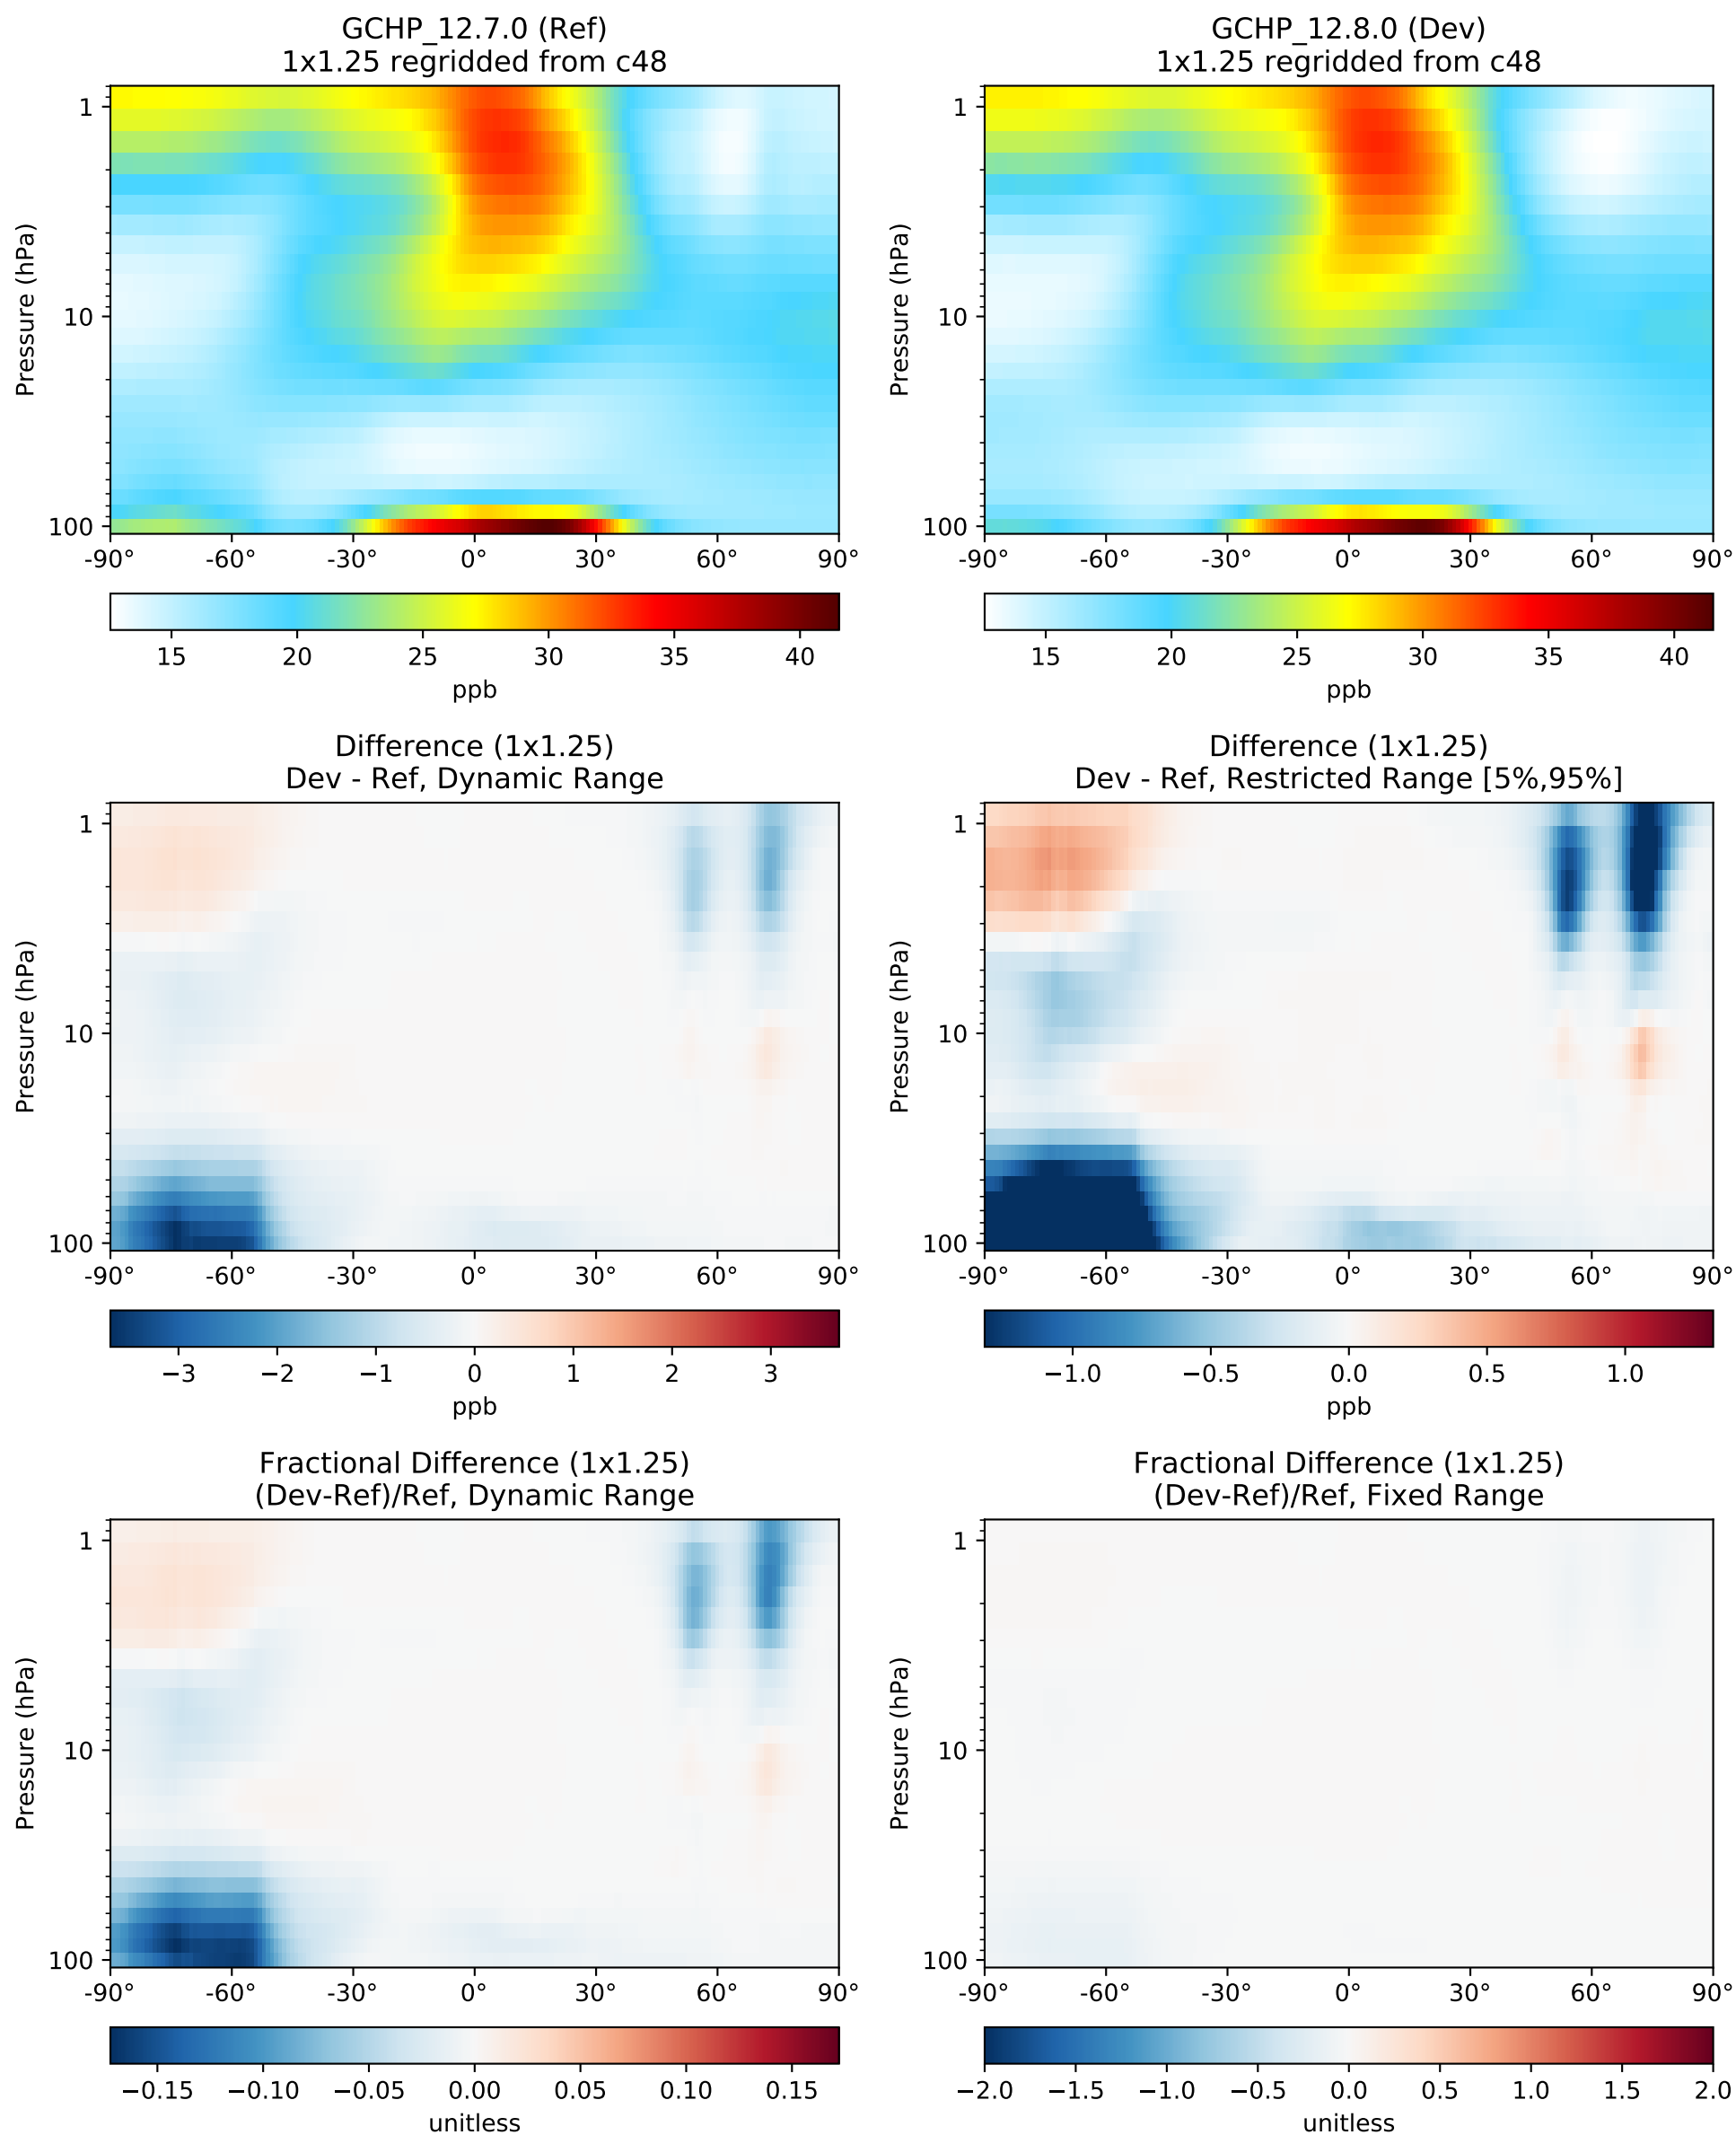 GCHP_12.7.0 (Ref)
1x1.25 regridded from c48
Pressure (hPa)
1
10
100
-90° -60° -30° 0° 30° 60° 90°
15 20 25 30 35 40
ppb
GCHP_12.8.0 (Dev)
1x1.25 regridded from c48
Pressure (hPa)
1
10
100
-90° -60° -30° 0° 30° 60° 90°
15 20 25 30 35 40
ppb
Difference (1x1.25)
Dev - Ref, Dynamic Range
Pressure (hPa)
1
10
100
-90° -60° -30° 0° 30° 60° 90°
−3 −2 −1 0 1 2 3
ppb
Difference (1x1.25)
Dev - Ref, Restricted Range [5%,95%]
Pressure (hPa)
1
10
100
-90° -60° -30° 0° 30° 60° 90°
−1.0 −0.5 0.0 0.5 1.0
ppb
Fractional Difference (1x1.25)
(Dev-Ref)/Ref, Dynamic Range
Pressure (hPa)
1
10
100
-90° -60° -30° 0° 30° 60° 90°
−0.15 −0.10 −0.05 0.00 0.05 0.10 0.15
unitless
Fractional Difference (1x1.25)
(Dev-Ref)/Ref, Fixed Range
Pressure (hPa)
1
10
100
-90° -60° -30° 0° 30° 60° 90°
−2.0 −1.5 −1.0 −0.5 0.0 0.5 1.0 1.5 2.0
unitless